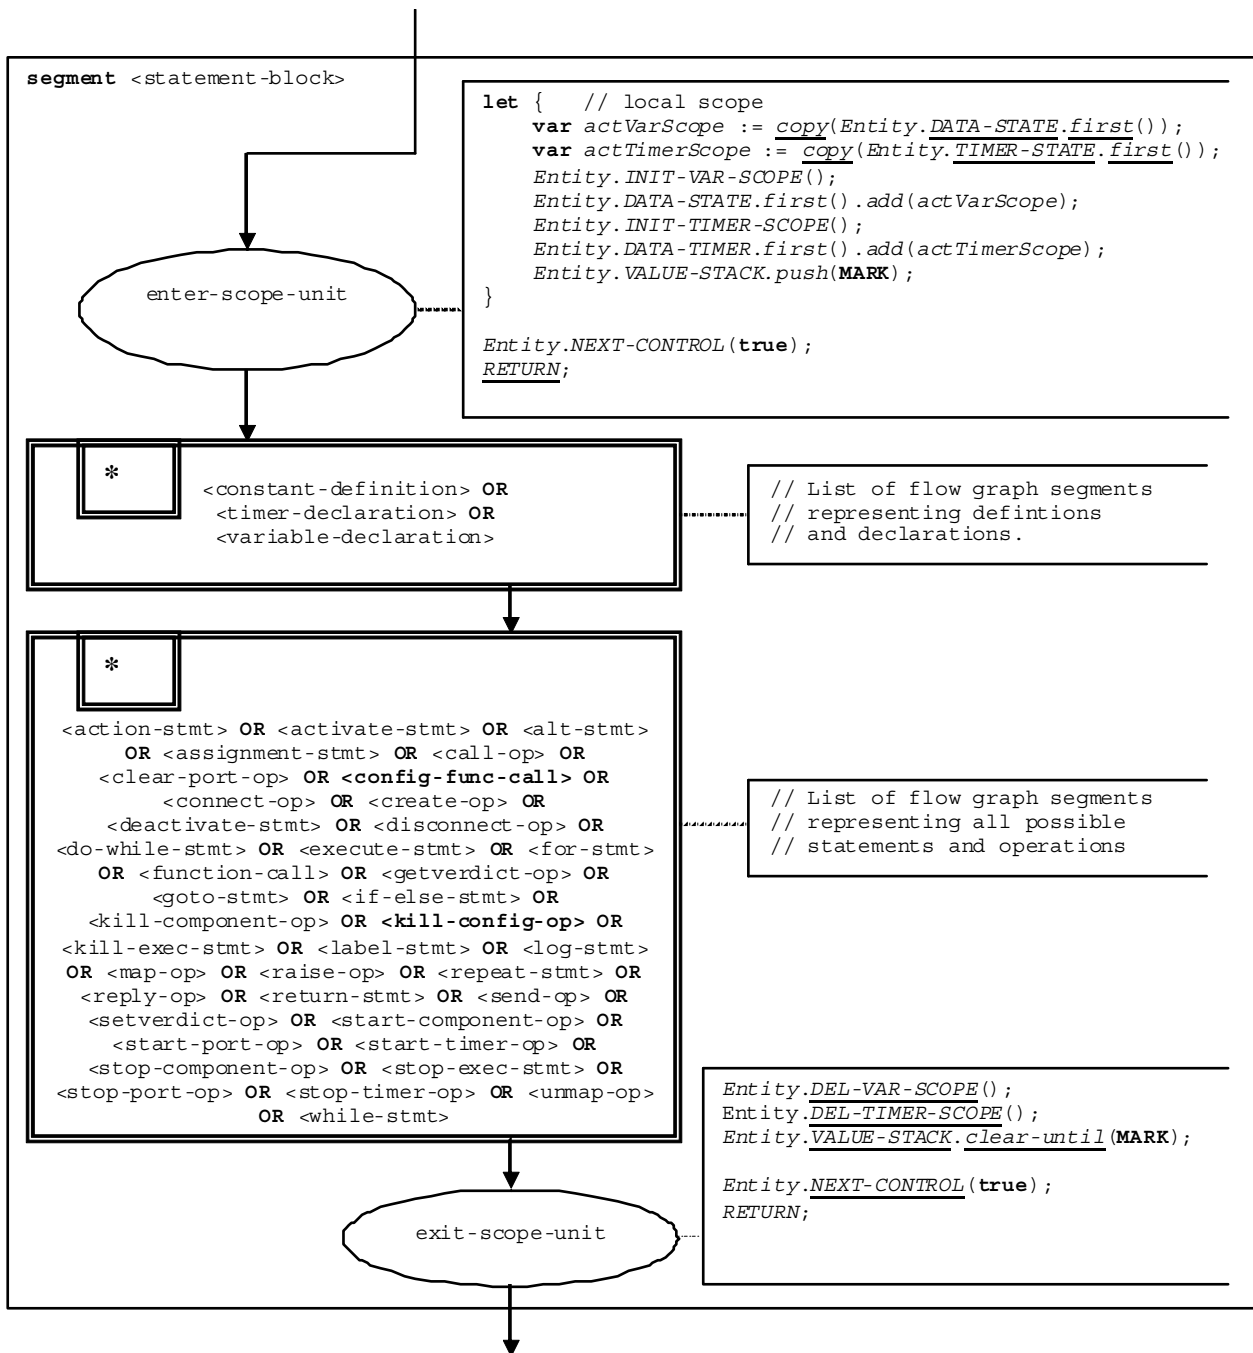 segment <statement-block>
let {   // local scope
var actVarScope := copy(Entity.DATA-STATE.first());
var actTimerScope := copy(Entity.TIMER-STATE.first());
Entity.INIT-VAR-SCOPE();
Entity.DATA-STATE.first().add(actVarScope);
Entity.INIT-TIMER-SCOPE();
Entity.DATA-TIMER.first().add(actTimerScope);
Entity.VALUE-STACK.push(MARK);
}
Entity.NEXT-CONTROL(true);
RETURN;
enter-scope-unit
*
<constant-definition> OR
<timer-declaration> OR
<variable-declaration>
// List of flow graph segments
// representing defintions
// and declarations.
*
<action-stmt> OR <activate-stmt> OR <alt-stmt>
OR <assignment-stmt> OR <call-op> OR
<clear-port-op> OR <config-func-call> OR
<connect-op> OR <create-op> OR
<deactivate-stmt> OR <disconnect-op> OR
<do-while-stmt> OR <execute-stmt> OR <for-stmt>
OR <function-call> OR <getverdict-op> OR
<goto-stmt> OR <if-else-stmt> OR
<kill-component-op> OR <kill-config-op> OR
<kill-exec-stmt> OR <label-stmt> OR <log-stmt>
OR <map-op> OR <raise-op> OR <repeat-stmt> OR
<reply-op> OR <return-stmt> OR <send-op> OR
<setverdict-op> OR <start-component-op> OR
<start-port-op> OR <start-timer-op> OR
<stop-component-op> OR <stop-exec-stmt> OR
<stop-port-op> OR <stop-timer-op> OR <unmap-op>
OR <while-stmt>
// List of flow graph segments
// representing all possible
// statements and operations
Entity.DEL-VAR-SCOPE();
Entity.DEL-TIMER-SCOPE();
Entity.VALUE-STACK.clear-until(MARK);
Entity.NEXT-CONTROL(true);
RETURN;
exit-scope-unit